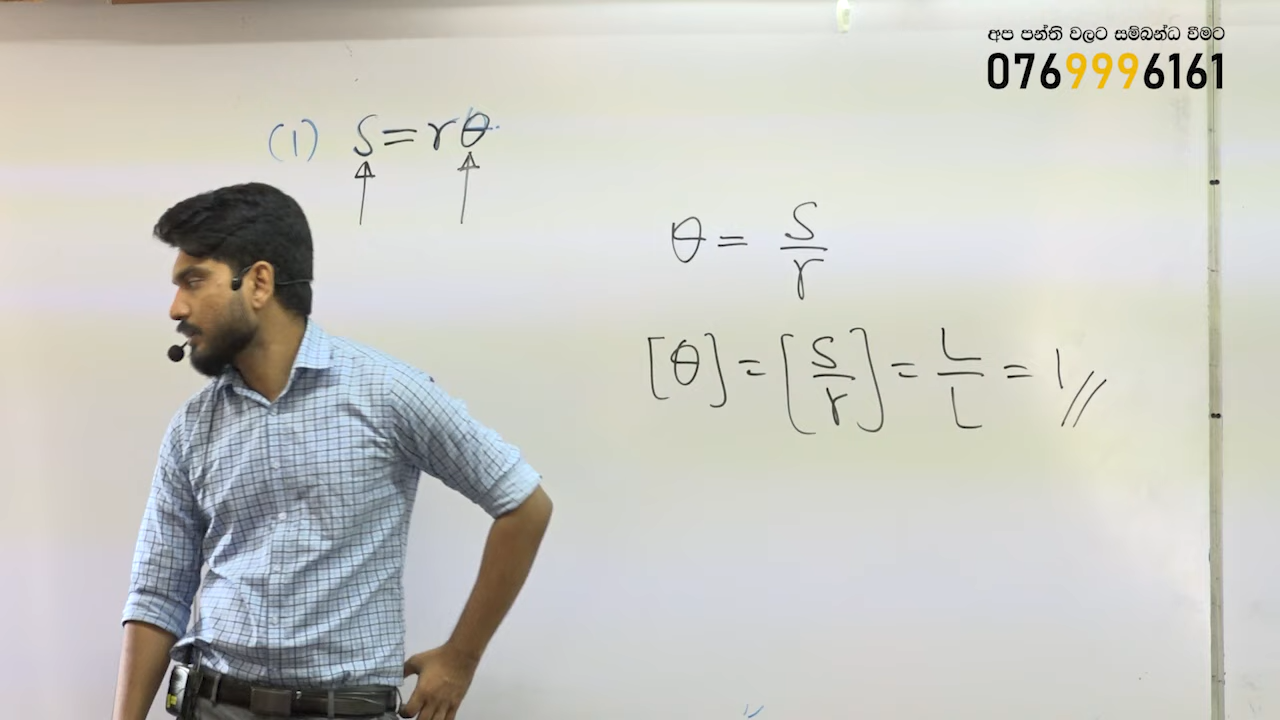 අප පන්ති වලට සම්බන්ධ වීමට
0769996161
(1) S = rθ
θ = S/r
[θ] = [S/r] = L/L = 1//